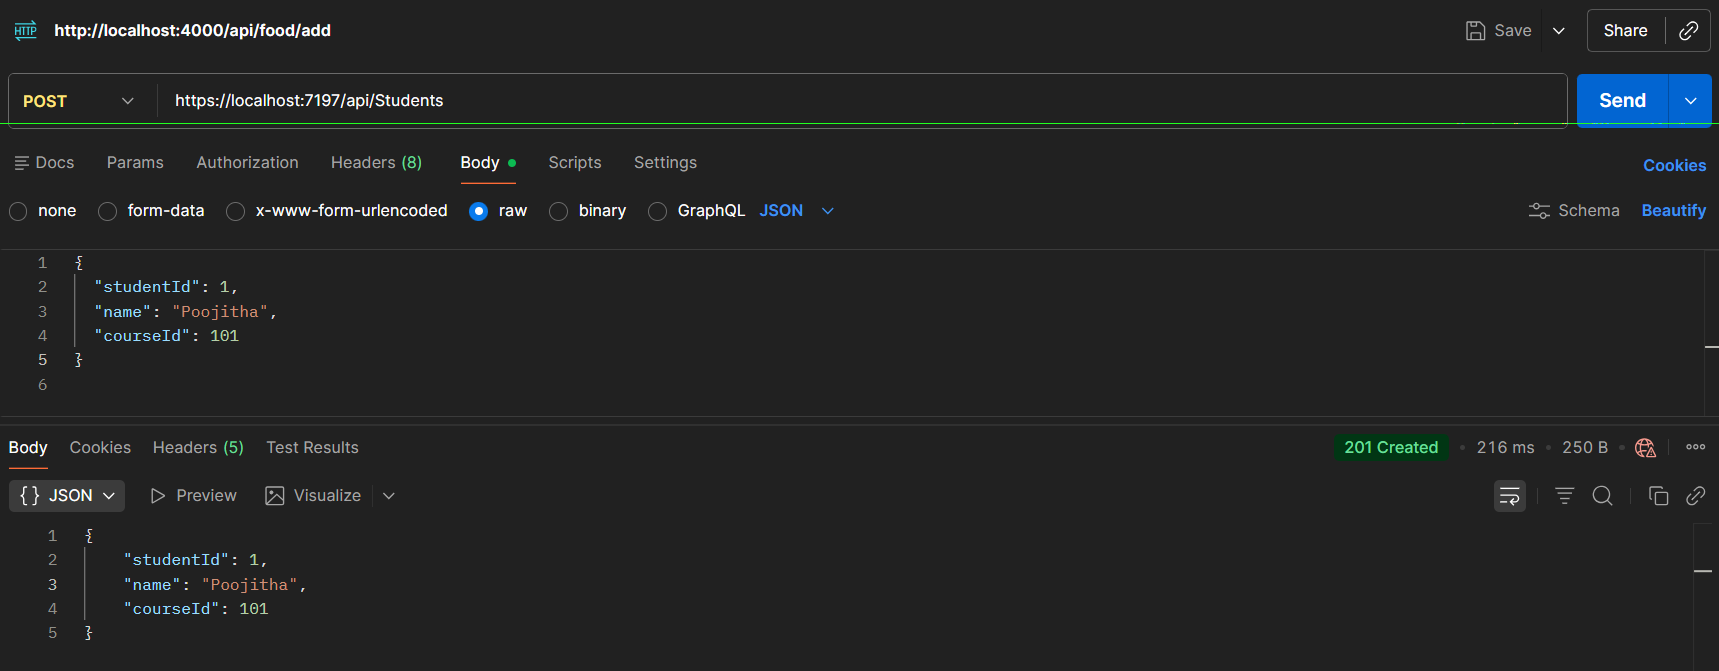 HTTP http://localhost:4000/api/food/add Save Share
POST https://localhost:7197/api/Students Send
Docs Params Authorization Headers (8) Body Scripts Settings Cookies
none form-data x-www-form-urlencoded raw binary GraphQL JSON Schema Beautify
1 {
2 "studentId": 1,
3 "name": "Poojitha",
4 "courseId": 101
5 }
6
Body Cookies Headers (5) Test Results 201 Created • 216 ms • 250 B •
{} JSON Preview Visualize
1 {
2 "studentId": 1,
3 "name": "Poojitha",
4 "courseId": 101
5 }